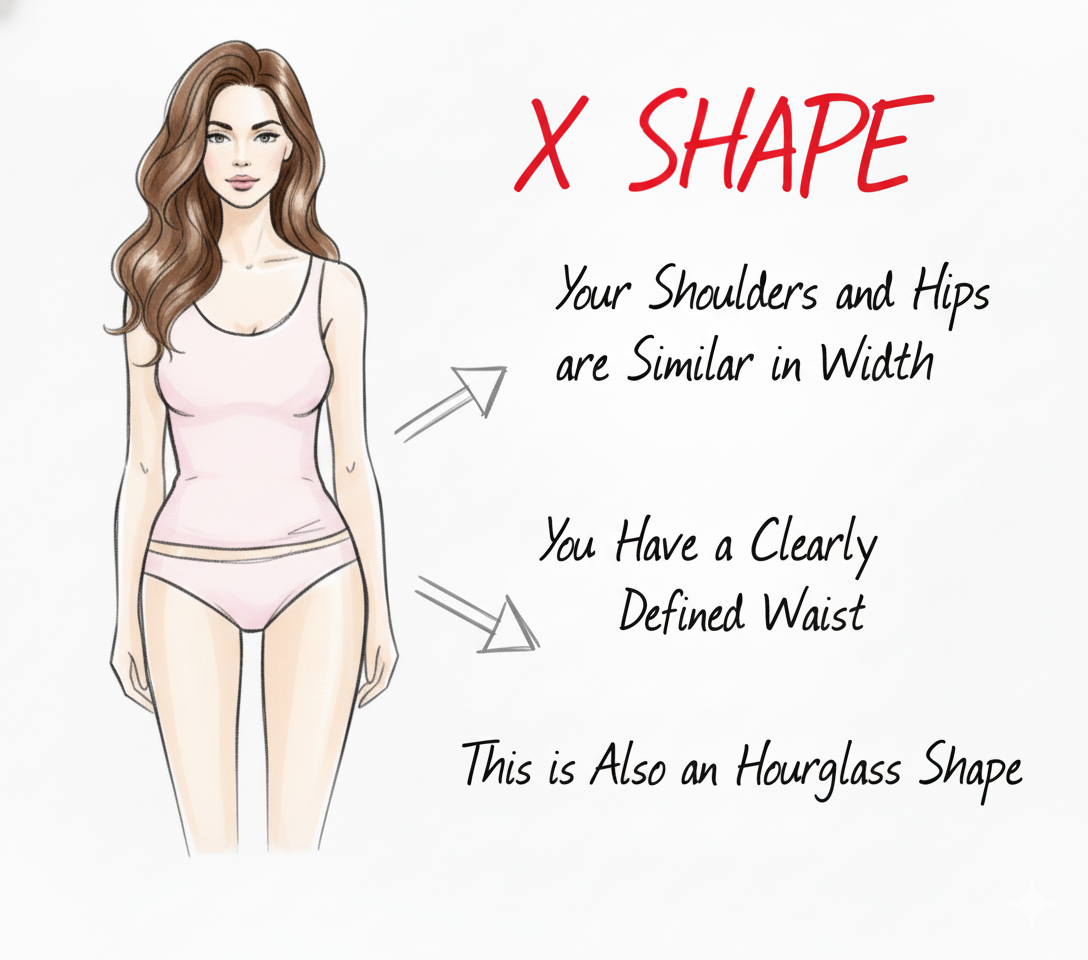 X SHAPE
Your Shoulders and Hips
are Similar in Width
You Have a Clearly
Defined Waist
This is Also an Hourglass Shape